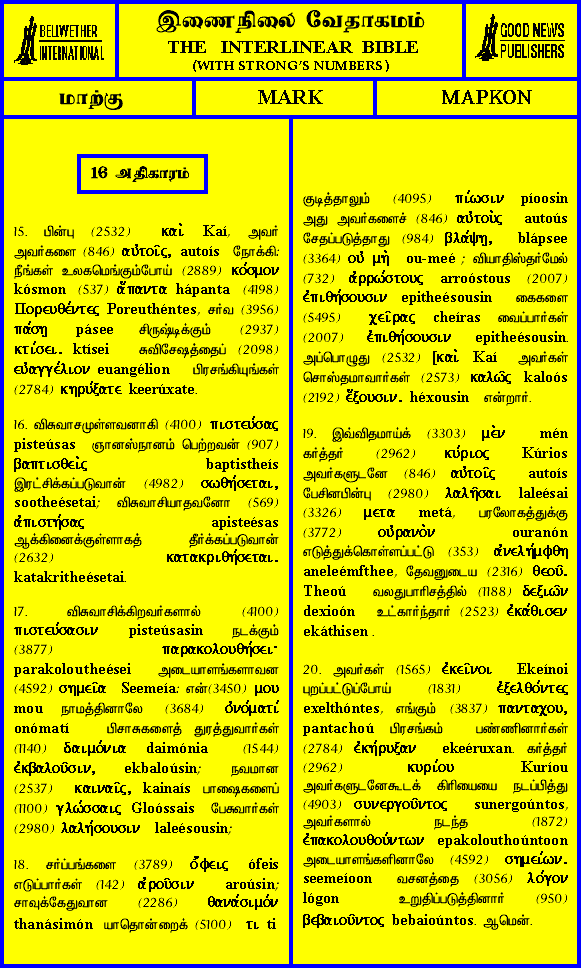 BELLWETHER
INTERNATIONAL
இணைநிலை வேதாகமம்
THE INTERLINEAR BIBLE
(WITH STRONG'S NUMBERS)
GOOD NEWS
PUBLISHERS
மாற்கு
MARK
ΜΑΡΚΟΝ
16 அதிகாரம்
15. பின்பு (2532) καὶ Kaí, அவர்
அவர்களை (846) αὐτοῖς, autois நோக்கி:
நீங்கள் உலகமெங்கும்போய் (2889) κόσμον
kósmon (537) ἅπαντα hápanta (4198)
Πορευθέντες Poreuthéntes, சர்வ (3956)
πάσῃ pásee சிருஷ்டிக்கும் (2937)
κτίσει. ktísei சுவிசேஷத்தைப் (2098)
εὐαγγέλιον euangélion பிரசங்கியுங்கள்
(2784) κηρύξατε keerúxate.
16. விசுவாசமுள்ளவனாகி (4100) πιστεύσας
pisteúsas ஞானஸ்நானம் பெற்றவன் (907)
βαπτισθεὶς baptistheís
இரட்சிக்கப்படுவான் (4982) σωθήσεται,
sootheésetai; விசுவாசியாதவனோ (569)
ἀπιστήσας apisteésas
ஆக்கினைக்குள்ளாகத் தீர்க்கப்படுவான்
(2632) κατακριθήσεται.
katakritheésetai.
17. விசுவாசிக்கிறவர்களால் (4100)
πιστεύσασιν pisteúsasin நடக்கும்
(3877) παρακολουθήσει·
parakoloutheései அடையாளங்களாவன
(4592) σημεῖα Seemeía: என்(3450) μου
mou நாமத்தினாலே (3684) ὀνόματί
onómatí பிசாசுகளைத் துரத்துவார்கள்
(1140) δαιμόνια daimónia (1544)
ἐκβαλοῦσιν, ekbaloúsin; நவமான
(2537) καιναῖς, kainaís பாஷைகளைப்
(1100) γλώσσαις Gloóssais பேசுவார்கள்
(2980) λαλήσουσιν laleésousin;
18. சர்ப்பங்களை (3789) ὄφεις ófeis
எடுப்பார்கள் (142) ἀροῦσιν aroúsin;
சாவுக்கேதுவான (2286) θανάσιμόν
thanásimón யாதொன்றைக் (5100) τι ti
குடித்தாலும் (4095) πίωσιν píoosin
அது அவர்களைச் (846) αὐτοὺς autoús
சேதப்படுத்தாது (984) βλάψῃ, blápsee
(3364) οὐ μὴ ou-meé ; வியாதிஸ்தர்மேல்
(732) ἀρρώστους arroóstous (2007)
ἐπιθήσουσιν epitheésousin கைகளை
(5495) χεῖρας cheíras வைப்பார்கள்
(2007) ἐπιθήσουσιν epitheésousin.
அப்பொழுது (2532) [καὶ Kaí அவர்கள்
சொஸ்தமாவார்கள் (2573) καλῶς kaloós
(2192) ἕξουσιν. héxousin என்றார்.
19. இவ்விதமாய்க் (3303) μὲν mén
கர்த்தர் (2962) κύριος Kúrios
அவர்களுடனே (846) αὐτοῖς autoís
பேசினபின்பு (2980) λαλῆσαι laleésai
(3326) μετα metá, பரலோகத்துக்கு
(3772) οὐρανὸν ouranón
எடுத்துக்கொள்ளப்பட்டு (353) ἀνελήμφθη
aneleémfthee, தேவனுடைய (2316) θεοῦ.
Theoú வலதுபாரிசத்தில் (1188) δεξιῶν
dexioón உட்கார்ந்தார் (2523) ἐκάθισεν
ekáthisen .
20. அவர்கள் (1565) ἐκεῖνοι Ekeínoi
புறப்பட்டுப்போய் (1831) ἐξελθόντες
exelthóntes, எங்கும் (3837) πανταχου,
pantachoú பிரசங்கம் பண்ணினார்கள்
(2784) ἐκήρυξαν ekeéruxan. கர்த்தர்
(2962) κυρίου Kuríou
அவர்களுடனேகூடக் கிரியையை நடப்பித்து
(4903) συνεργοῦντος sunergoúntos,
அவர்களால் நடந்த (1872)
ἐπακολουθούντων epakolouthoúntoon
அடையாளங்களினாலே (4592) σημείων.
seemeíoon வசனத்தை (3056) λόγον
lógon உறுதிப்படுத்தினார் (950)
βεβαιοῦντος bebaioúntos. ஆமென்.